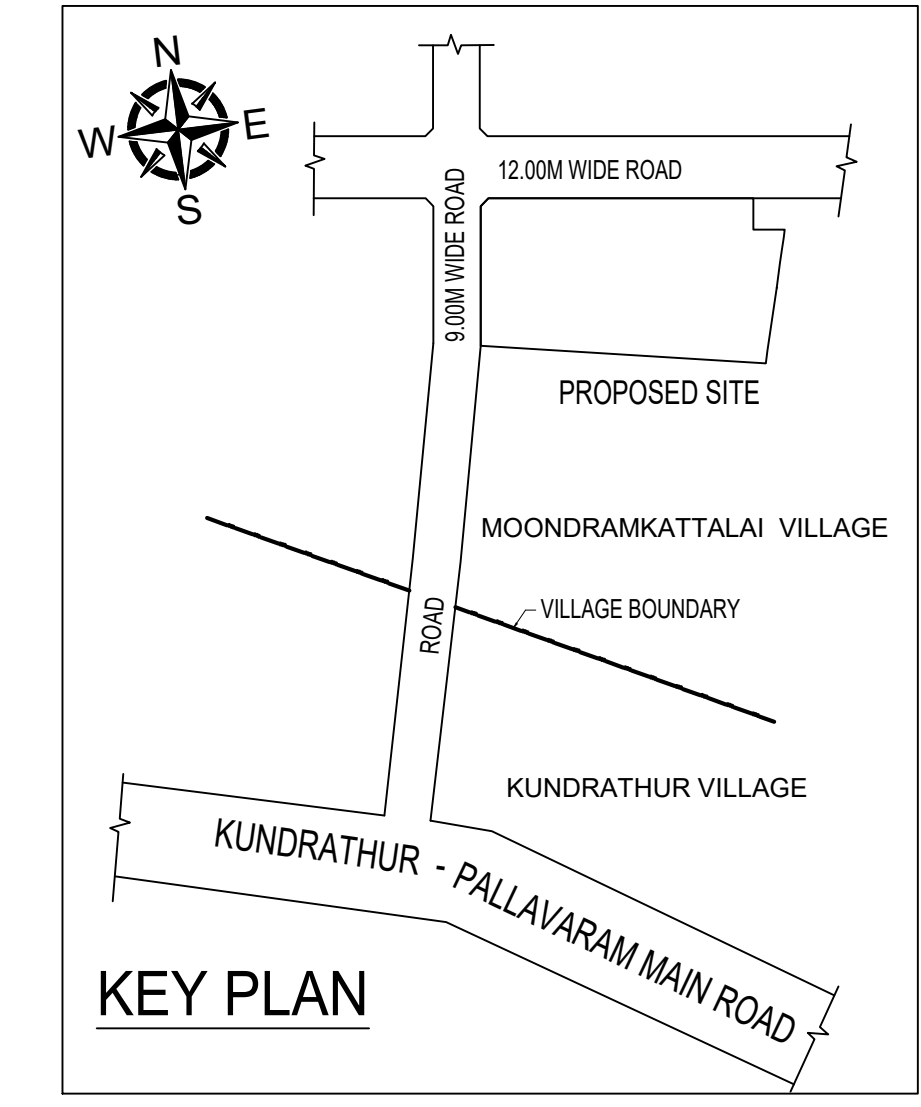 N
W
E
S
12.00M WIDE ROAD
9.00M WIDE ROAD
PROPOSED SITE
MOONDRAMKATTALAI VILLAGE
VILLAGE BOUNDARY
ROAD
KUNDRATHUR VILLAGE
KUNDRATHUR - PALLAVARAM MAIN ROAD
KEY PLAN